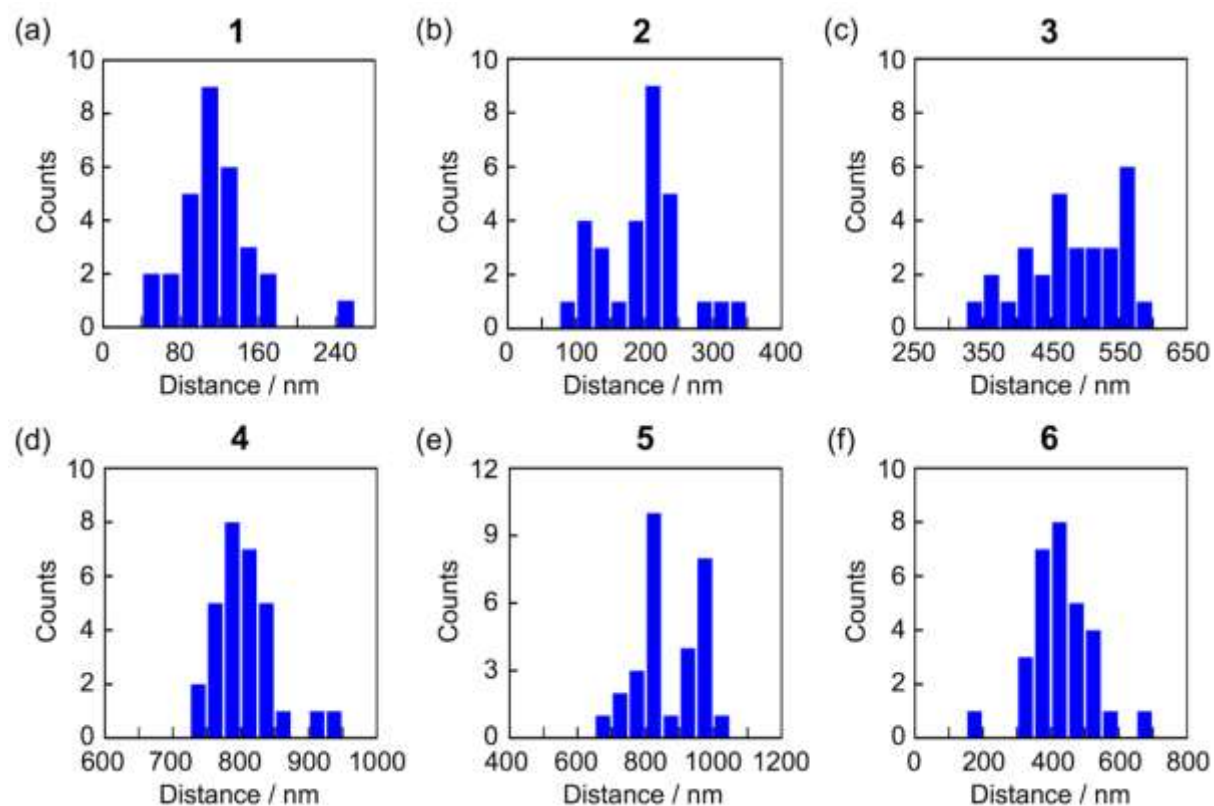 (a) 1
10
8
6
4
2
0
Counts
0 80 160 240
Distance / nm
(b) 2
10
8
6
4
2
0
Counts
0 100 200 300 400
Distance / nm
(c) 3
10
8
6
4
2
0
Counts
250 350 450 550 650
Distance / nm
(d) 4
10
8
6
4
2
0
Counts
600 700 800 900 1000
Distance / nm
(e) 5
12
9
6
3
0
Counts
400 600 800 1000 1200
Distance / nm
(f) 6
10
8
6
4
2
0
Counts
0 200 400 600 800
Distance / nm